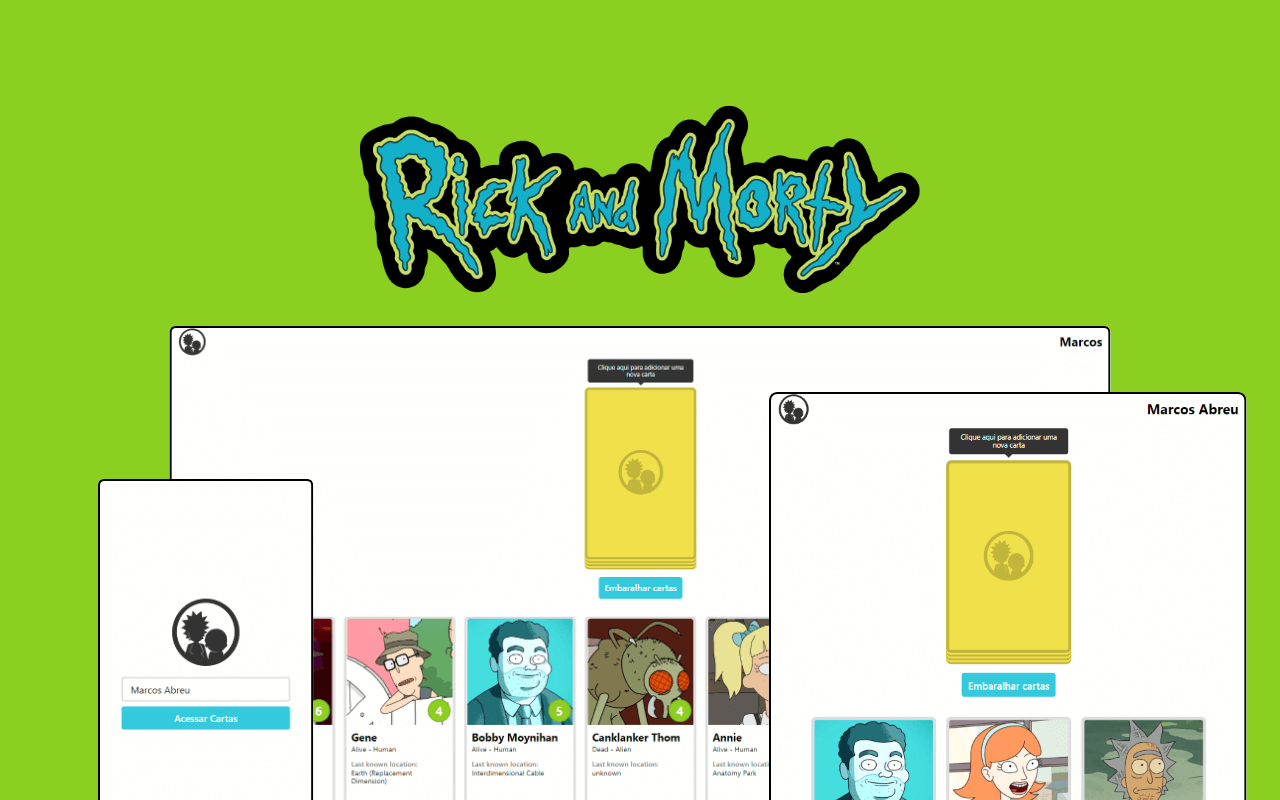 Rick and Morty
™
Marcos
Clique aqui para adicionar uma
nova carta
Embaralhar cartas
6
4
Gene
Alive - Human
Last known location:
Earth (Replacement
Dimension)
5
Bobby Moynihan
Alive - Human
Last known location:
Interdimensional Cable
4
Canklanker Thom
Dead - Alien
Last known location:
unknown
Annie
Alive - Human
Last known locati
Anatomy Park
Marcos Abreu
Clique aqui para adicionar uma
nova carta
Embaralhar cartas
Marcos Abreu
Acessar Cartas